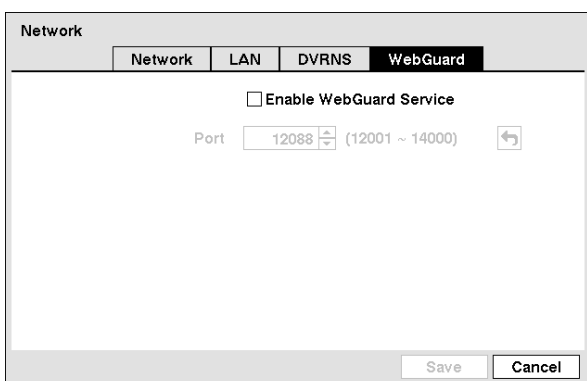 Network
Network LAN DVRNS WebGuard
Enable WebGuard Service
Port 12088 (12001 ~ 14000)
Save Cancel